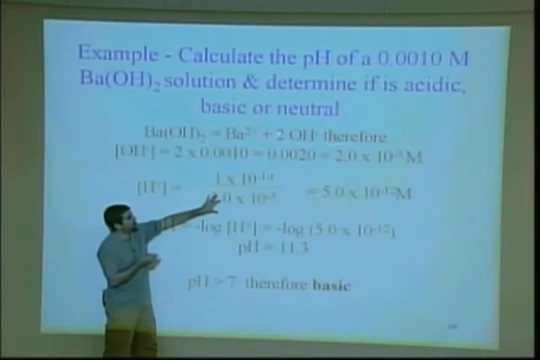 Example - Calculate the pH of a 0.0010 M
Ba(OH)₂ solution & determine if is acidic,
basic or neutral
Ba(OH)₂ = Ba²⁺ + 2 OH⁻ therefore
[OH⁻] = 2 x 0.0010 = 0.0020 = 2.0 x 10⁻³ M
[H⁺] = 1 x 10⁻¹⁴ = 5.0 x 10⁻¹²M
.0 x 10⁻³
= -log [H⁺] = -log (5.0 x 10⁻¹²)
pH = 11.3
pH > 7 therefore basic